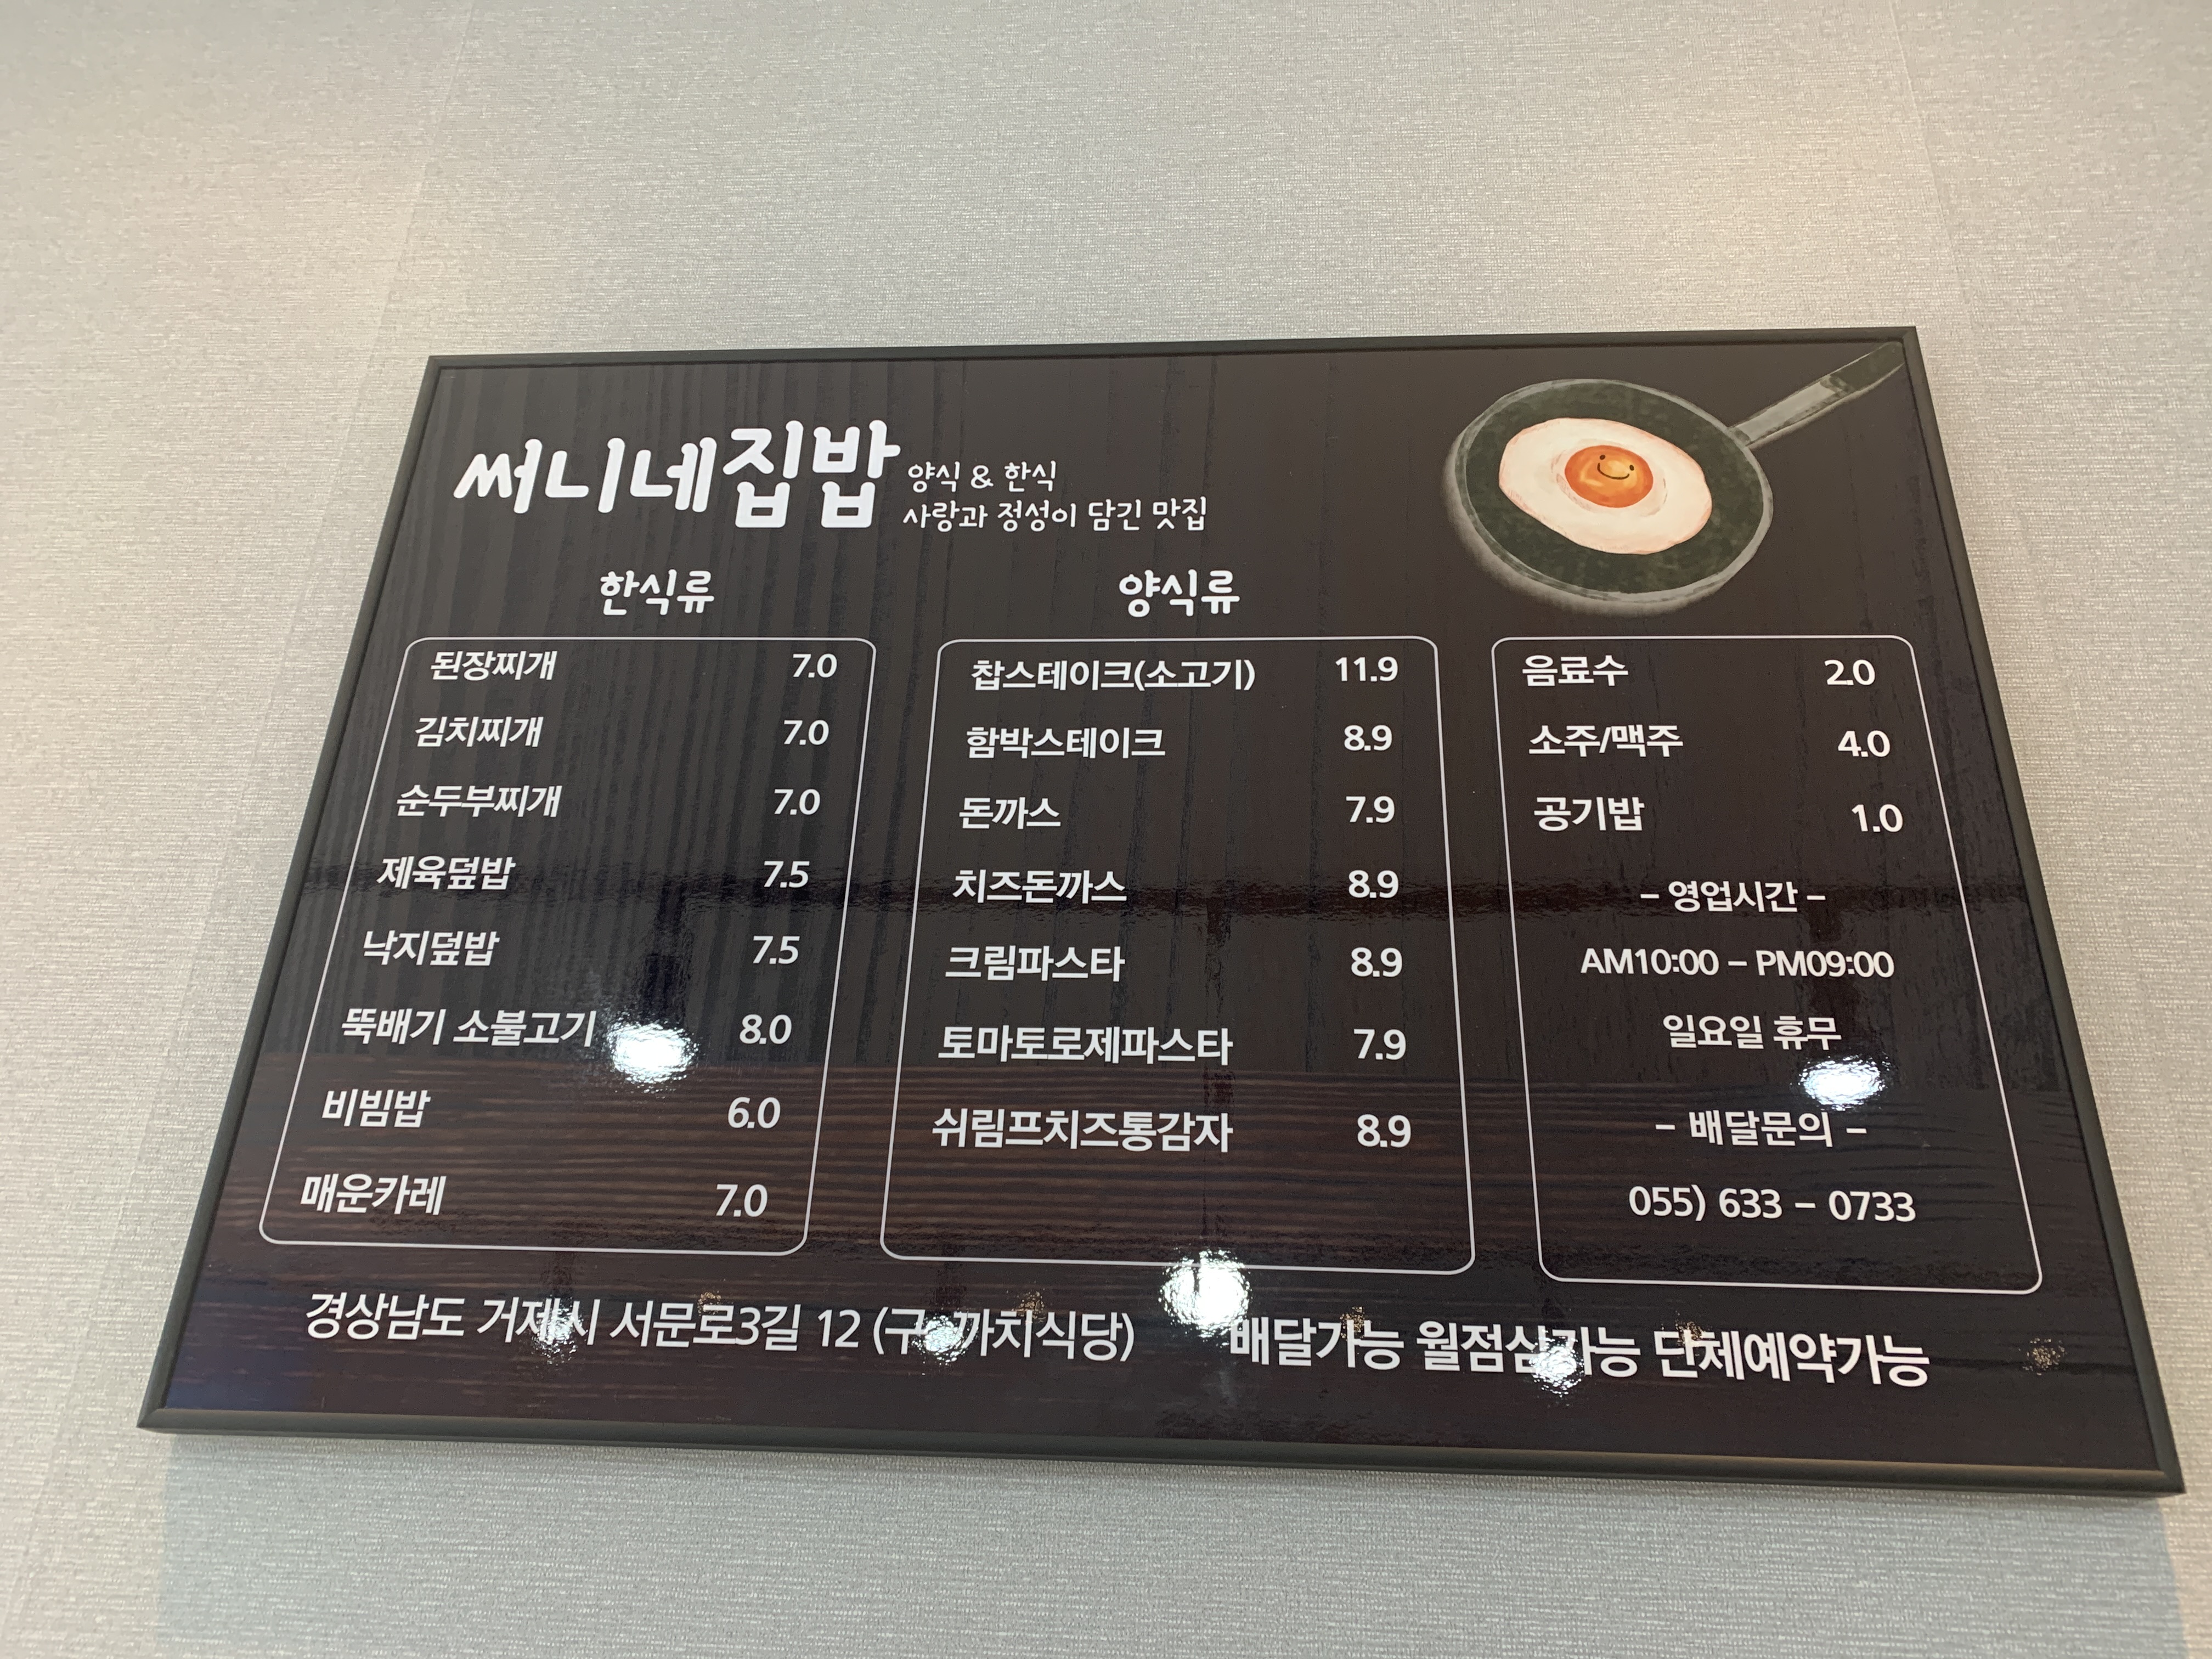 써니네집밥
양식 & 한식
사랑과 정성이 담긴 맛집
한식류
된장찌개 7.0
김치찌개 7.0
순두부찌개 7.0
제육덮밥 7.5
낙지덮밥 7.5
뚝배기 소불고기 8.0
비빔밥 6.0
매운카레 7.0
양식류
찹스테이크(소고기) 11.9
함박스테이크 8.9
돈까스 7.9
치즈돈까스 8.9
크림파스타 8.9
토마토로제파스타 7.9
쉬림프치즈통감자 8.9
음료수 2.0
소주/맥주 4.0
공기밥 1.0
– 영업시간 –
AM10:00 – PM09:00
일요일 휴무
– 배달문의 –
055) 633 – 0733
경상남도 거제시 서문로3길 12 (구. 까치식당)
배달가능 월점심가능 단체예약가능